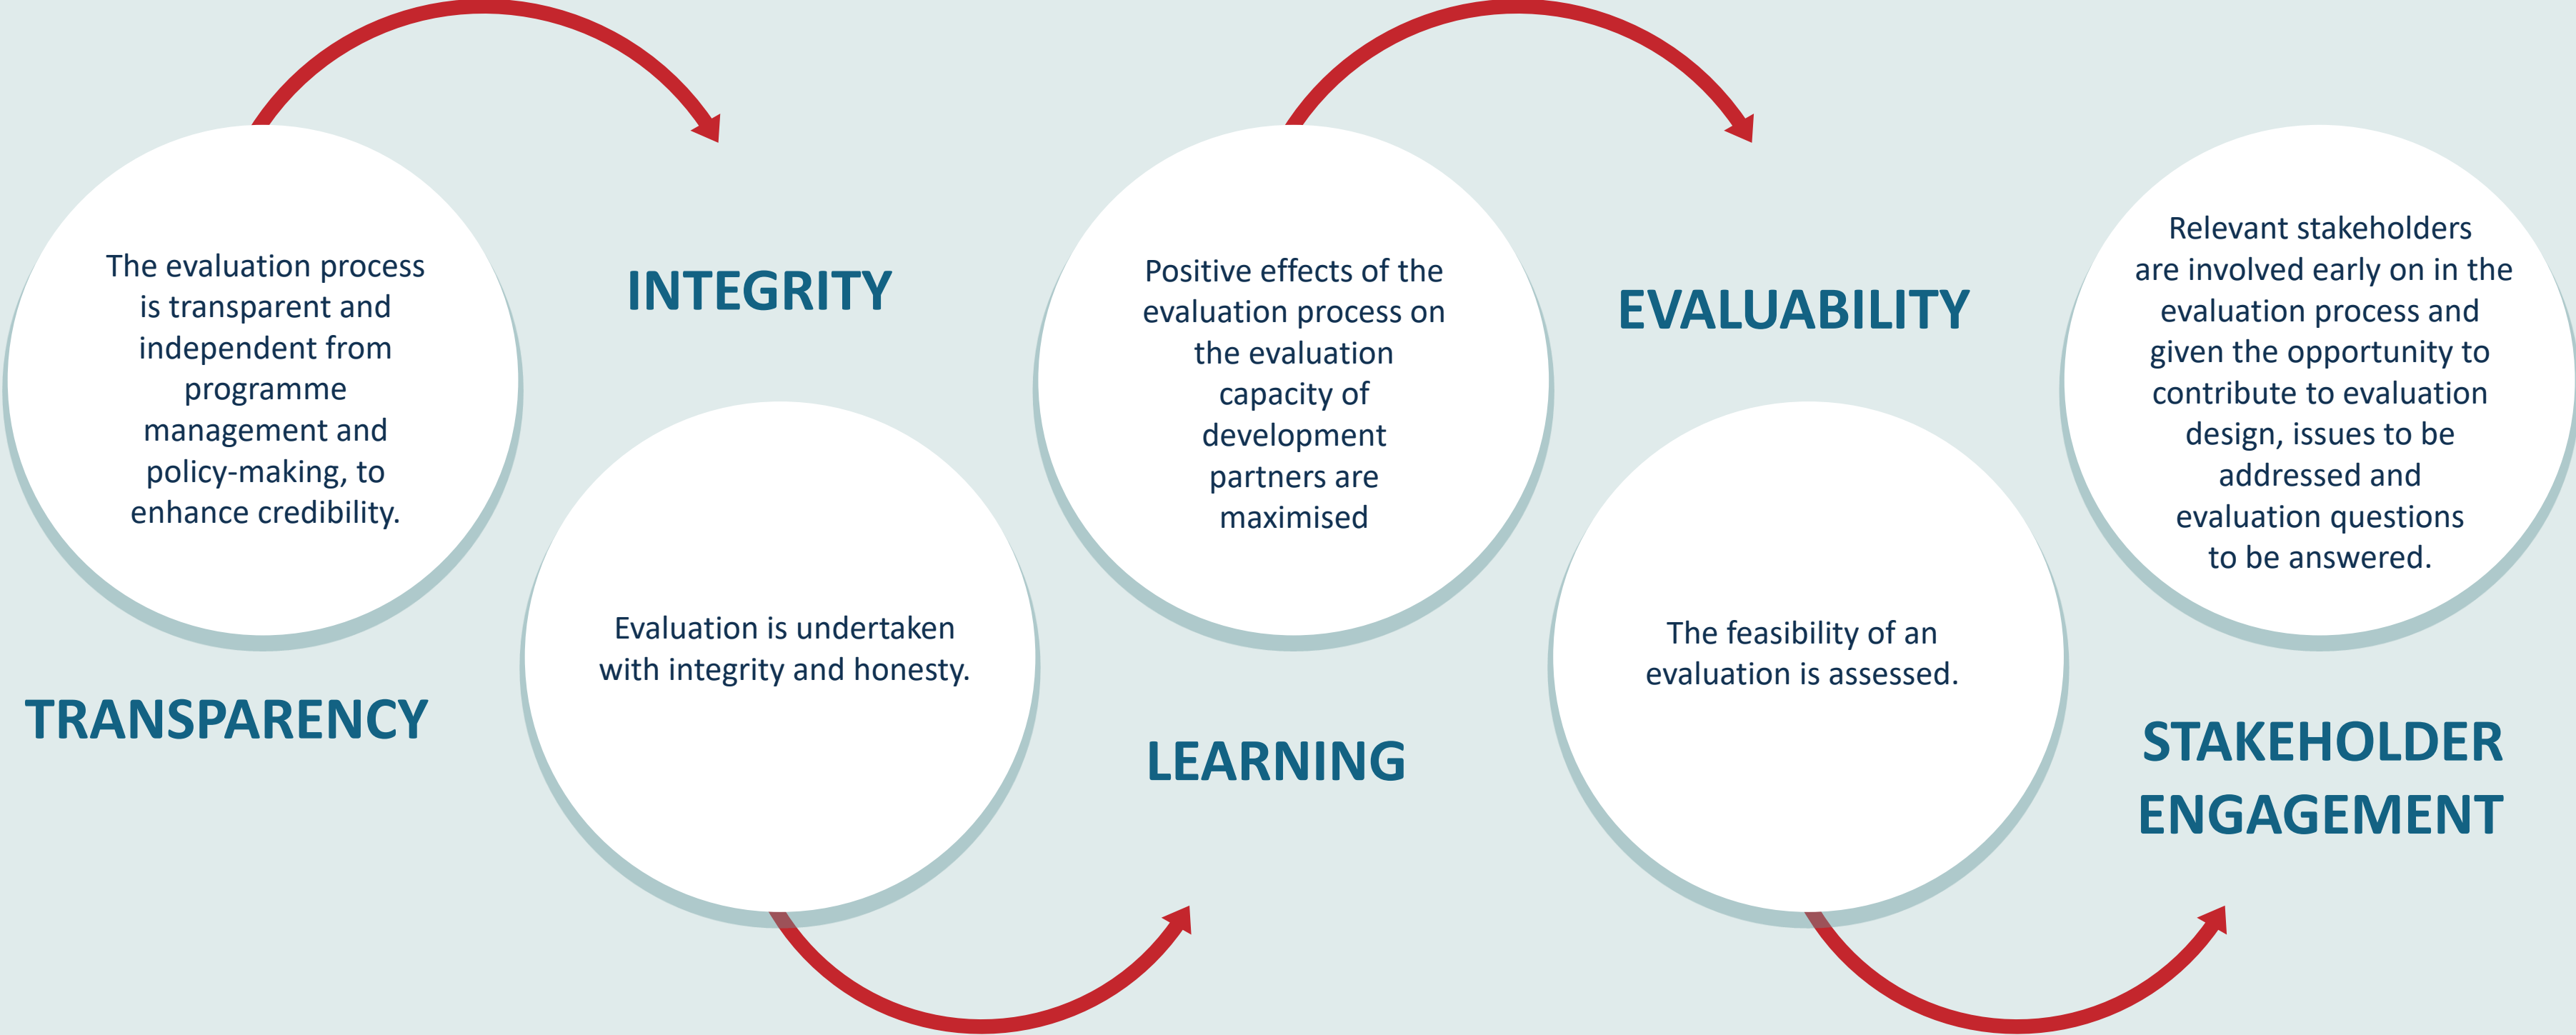 The evaluation process
is transparent and
independent from
programme
management and
policy-making, to
enhance credibility.
TRANSPARENCY
INTEGRITY
Evaluation is undertaken
with integrity and honesty.
Positive effects of the
evaluation process on
the evaluation
capacity of
development
partners are
maximised
LEARNING
EVALUABILITY
The feasibility of an
evaluation is assessed.
Relevant stakeholders
are involved early on in the
evaluation process and
given the opportunity to
contribute to evaluation
design, issues to be
addressed and
evaluation questions
to be answered.
STAKEHOLDER
ENGAGEMENT